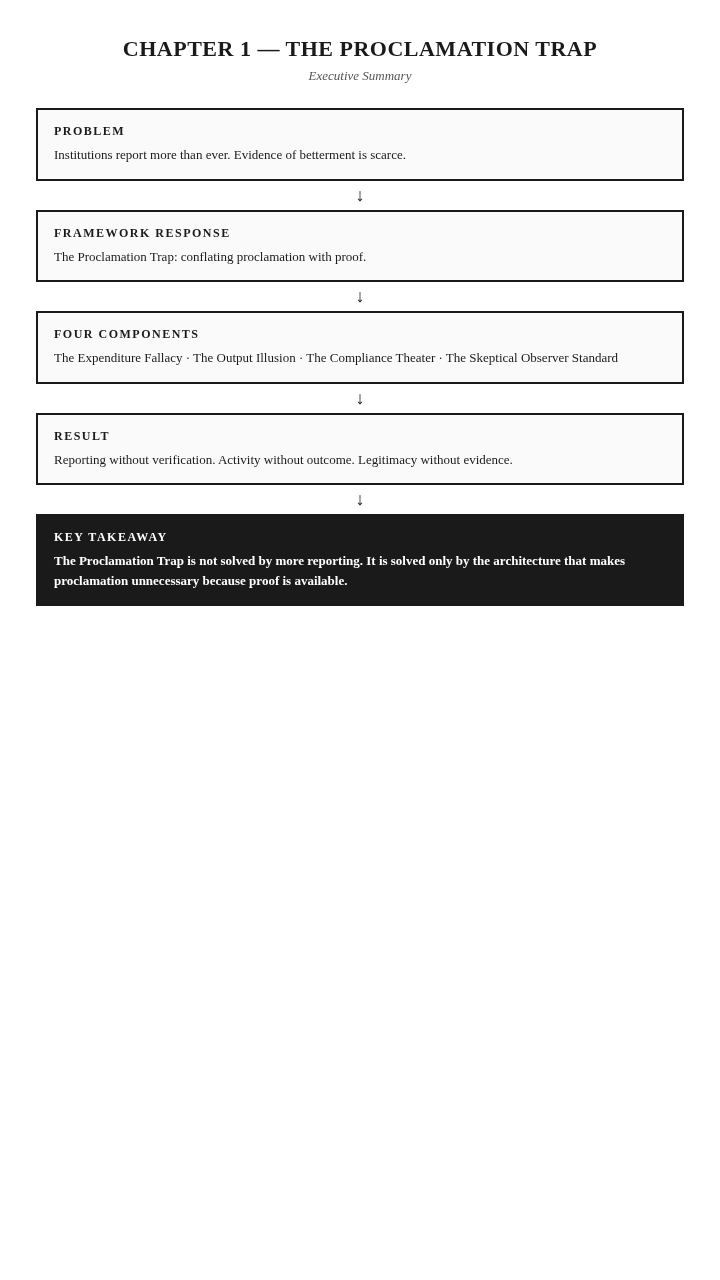 CHAPTER 1 — THE PROCLAMATION TRAP
Executive Summary
PROBLEM
Institutions report more than ever. Evidence of betterment is scarce.
↓
FRAMEWORK RESPONSE
The Proclamation Trap: conflating proclamation with proof.
↓
FOUR COMPONENTS
The Expenditure Fallacy · The Output Illusion · The Compliance Theater · The Skeptical Observer Standard
↓
RESULT
Reporting without verification. Activity without outcome. Legitimacy without evidence.
↓
KEY TAKEAWAY
The Proclamation Trap is not solved by more reporting. It is solved only by the architecture that makes
proclamation unnecessary because proof is available.